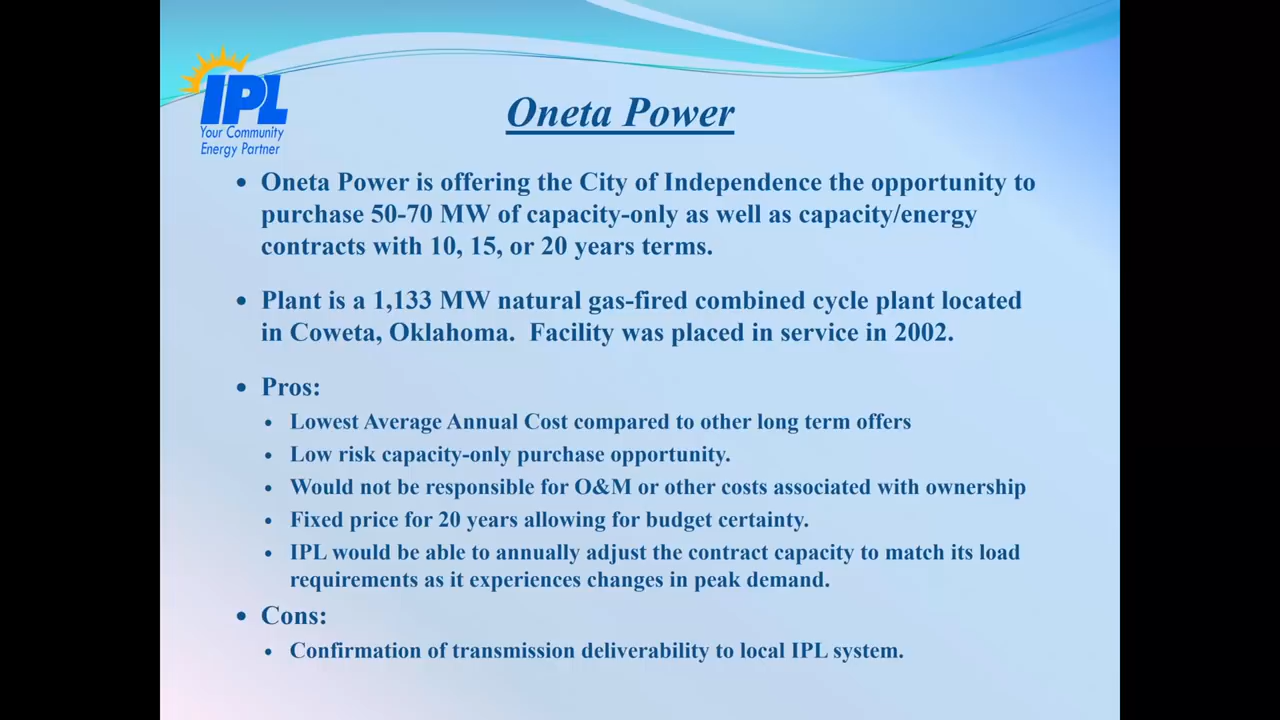 IPL
Your Community
Energy Partner
Oneta Power
• Oneta Power is offering the City of Independence the opportunity to
purchase 50-70 MW of capacity-only as well as capacity/energy
contracts with 10, 15, or 20 years terms.
• Plant is a 1,133 MW natural gas-fired combined cycle plant located
in Coweta, Oklahoma.  Facility was placed in service in 2002.
• Pros:
• Lowest Average Annual Cost compared to other long term offers
• Low risk capacity-only purchase opportunity.
• Would not be responsible for O&M or other costs associated with ownership
• Fixed price for 20 years allowing for budget certainty.
• IPL would be able to annually adjust the contract capacity to match its load
requirements as it experiences changes in peak demand.
• Cons:
• Confirmation of transmission deliverability to local IPL system.